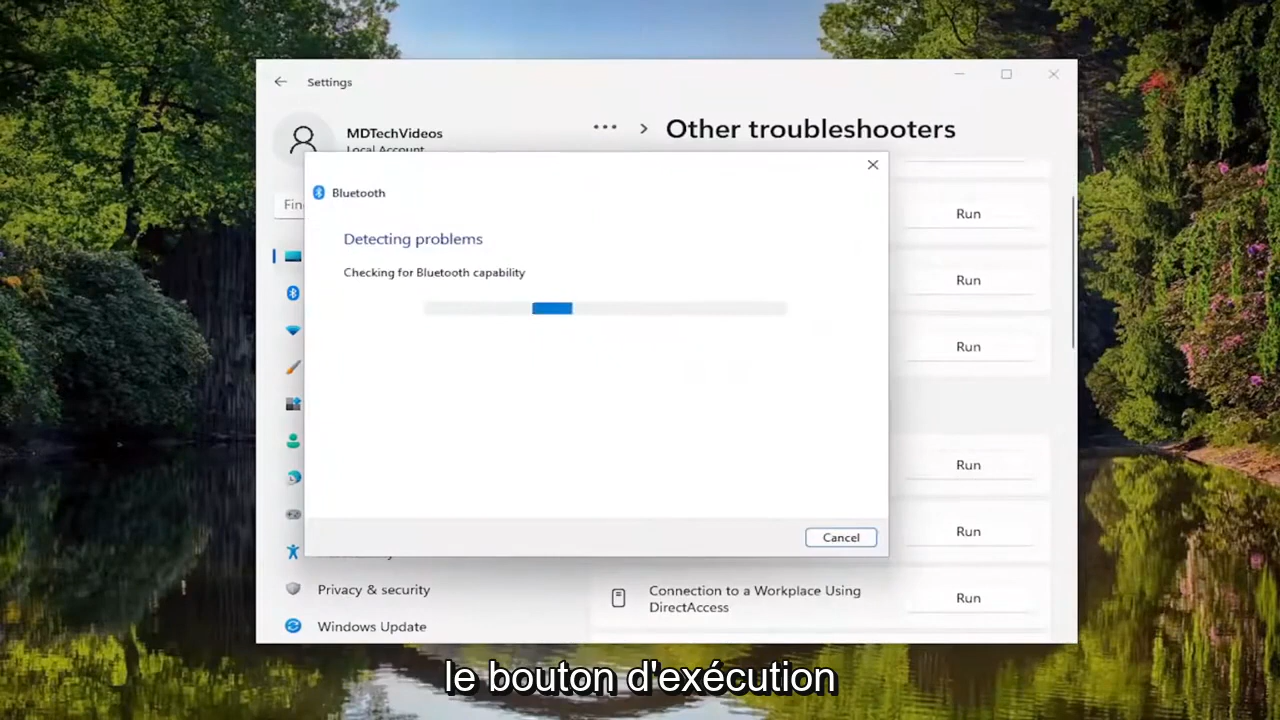 Settings
MDTechVideos
Local Account
... > Other troubleshooters
Bluetooth
Detecting problems
Checking for Bluetooth capability
Cancel
Run
Run
Run
Run
Run
Connection to a Workplace Using
DirectAccess
Run
Privacy & security
Windows Update
le bouton d'exécution